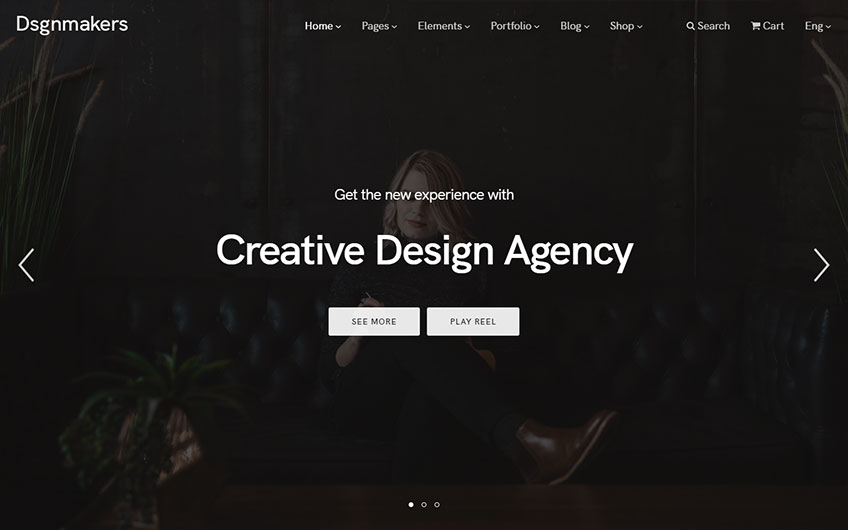 Dsgnmakers
Home Pages Elements Portfolio Blog Shop Search Cart Eng
Get the new experience with
Creative Design Agency
SEE MORE PLAY REEL